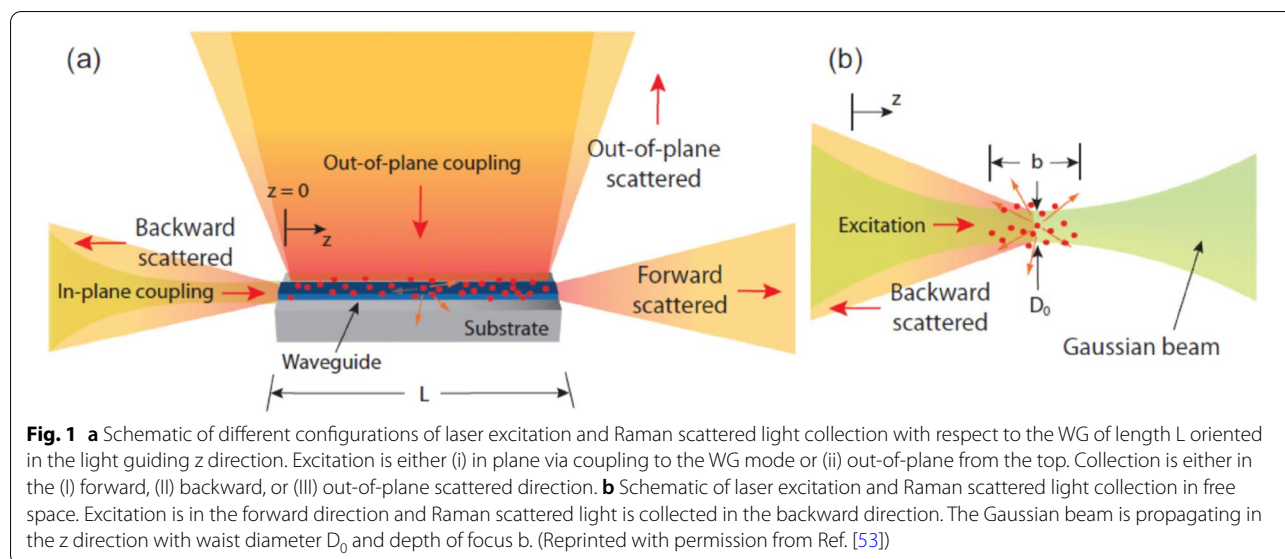 (a)
Out-of-plane coupling
Out-of-plane
scattered
z = 0
z
Backward
scattered
In-plane coupling
Forward
scattered
Substrate
Waveguide
L
(b)
z
b
Excitation
Backward
scattered
D₀
Gaussian beam
Fig. 1 a Schematic of different configurations of laser excitation and Raman scattered light collection with respect to the WG of length L oriented
in the light guiding z direction. Excitation is either (i) in plane via coupling to the WG mode or (ii) out-of-plane from the top. Collection is either in
the (I) forward, (II) backward, or (III) out-of-plane scattered direction. b Schematic of laser excitation and Raman scattered light collection in free
space. Excitation is in the forward direction and Raman scattered light is collected in the backward direction. The Gaussian beam is propagating in
the z direction with waist diameter D₀ and depth of focus b. (Reprinted with permission from Ref. [53])